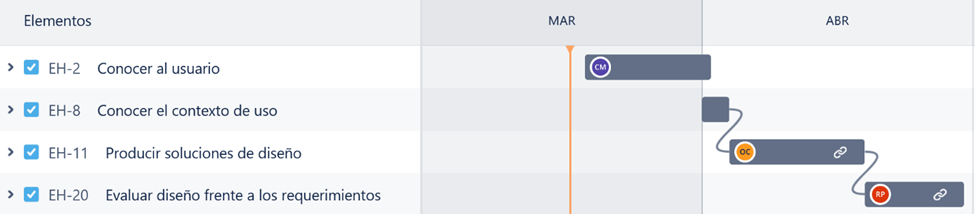 Elementos MAR ABR
EH-2 Conocer al usuario CM
EH-8 Conocer el contexto de uso
EH-11 Producir soluciones de diseño OC
EH-20 Evaluar diseño frente a los requerimientos RP